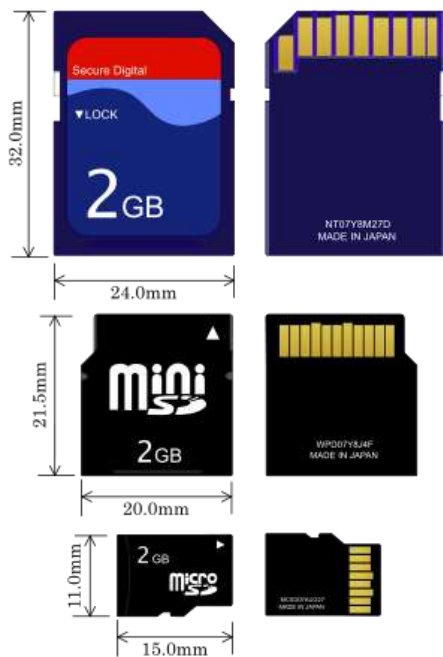 Secure Digital
▼LOCK
2GB
32.0mm
24.0mm
NT07Y8M27D
MADE IN JAPAN
mini
SD
2GB
21.5mm
20.0mm
WPD07Y8J4F
MADE IN JAPAN
2GB
micro
SD
11.0mm
15.0mm
MADE IN JAPAN